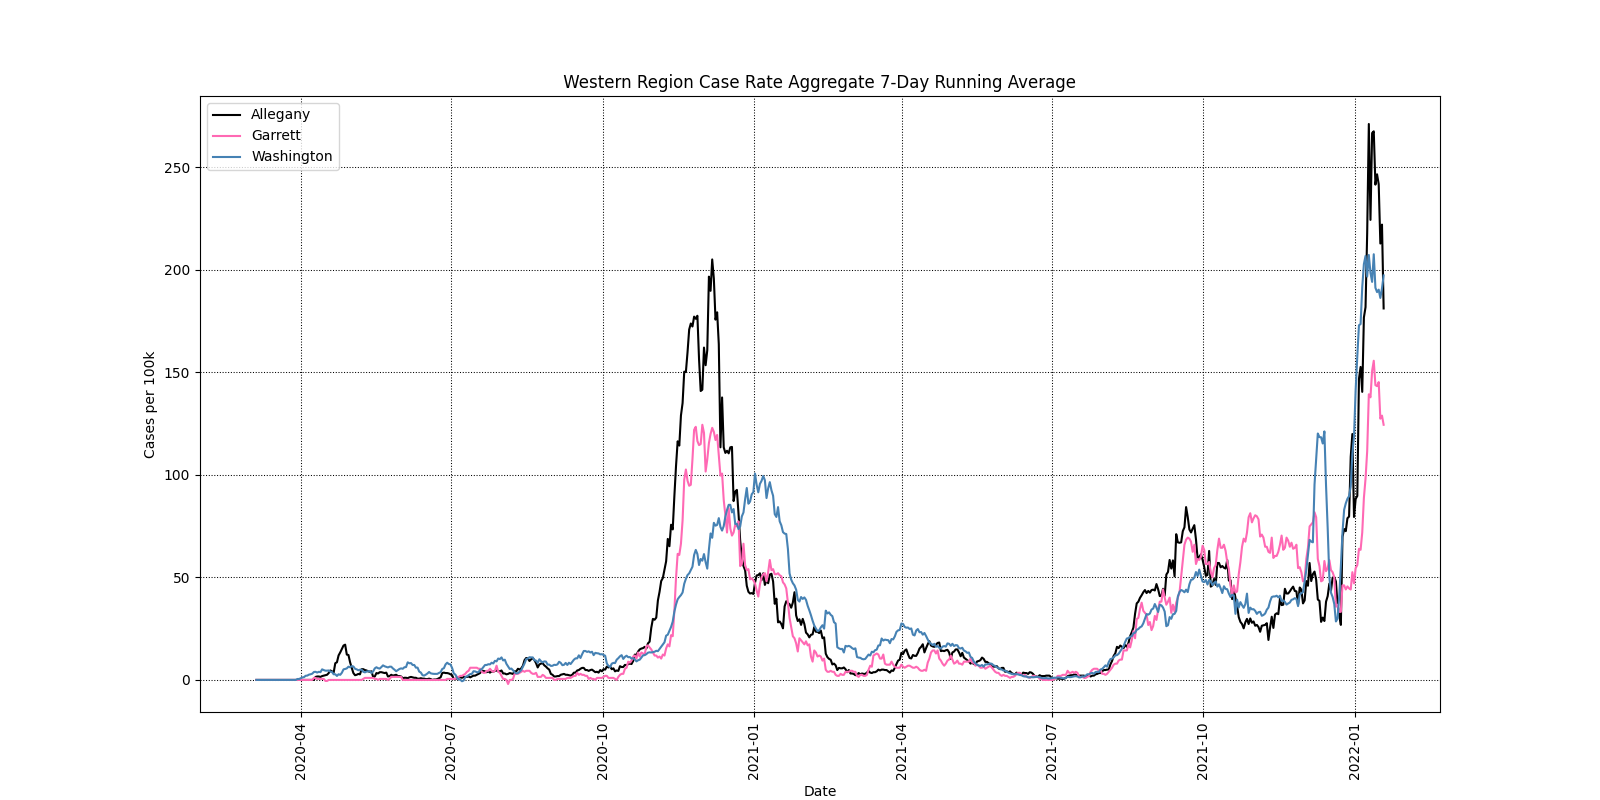 Western Region Case Rate Aggregate 7-Day Running Average
Allegany
Garrett
Washington
Cases per 100k
250
200
150
100
50
0
2020-04
2020-07
2020-10
2021-01
2021-04
2021-07
2021-10
2022-01
Date